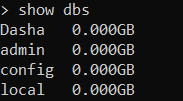 > show dbs
Dasha   0.000GB
admin   0.000GB
config  0.000GB
local   0.000GB